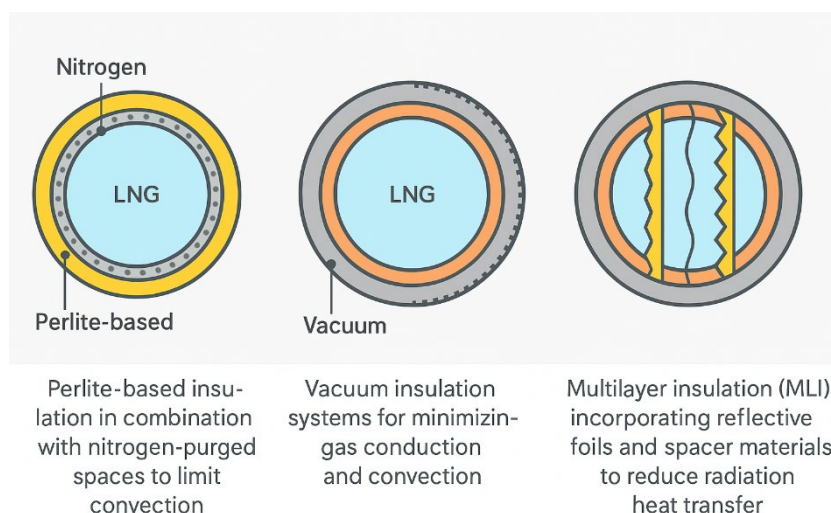 Nitrogen
LNG
Perlite-based
LNG
Vacuum
Perlite-based insu-
lation in combination
with nitrogen-purged
spaces to limit
convection
Vacuum insulation
systems for minimizin-
gas conduction
and convection
Multilayer insulation (MLI)
incorporating reflective
foils and spacer materials
to reduce radiation
heat transfer